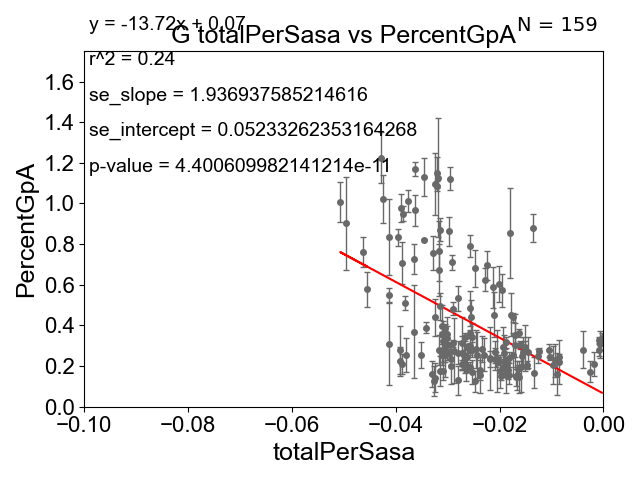 y = -13.72x + 0.07
N = 159
G totalPerSasa vs PercentGpA
r^2 = 0.24
se_slope = 1.936937585214616
se_intercept = 0.05233262353164268
p-value = 4.400609982141214e-11
1.6
1.4
1.2
1.0
0.8
0.6
0.4
0.2
0.0
PercentGpA
−0.10
−0.08
−0.06
−0.04
−0.02
0.00
totalPerSasa